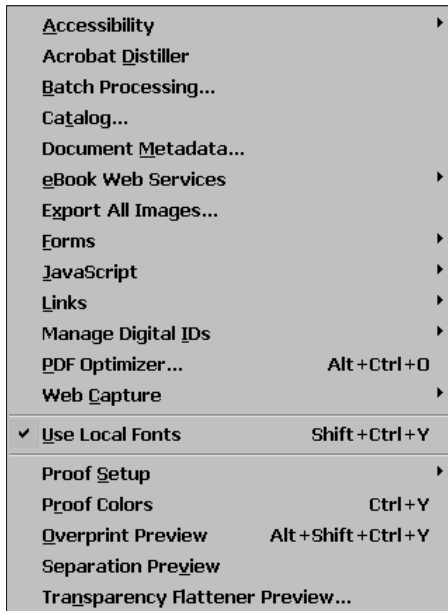 Accessibility
Acrobat Distiller
Batch Processing...
Catalog...
Document Metadata...
eBook Web Services
Export All Images...
Forms
JavaScript
Links
Manage Digital IDs
PDF Optimizer... Alt+Ctrl+O
Web Capture
Use Local Fonts Shift+Ctrl+Y
Proof Setup
Proof Colors Ctrl+Y
Overprint Preview Alt+Shift+Ctrl+Y
Separation Preview
Transparency Flattener Preview...